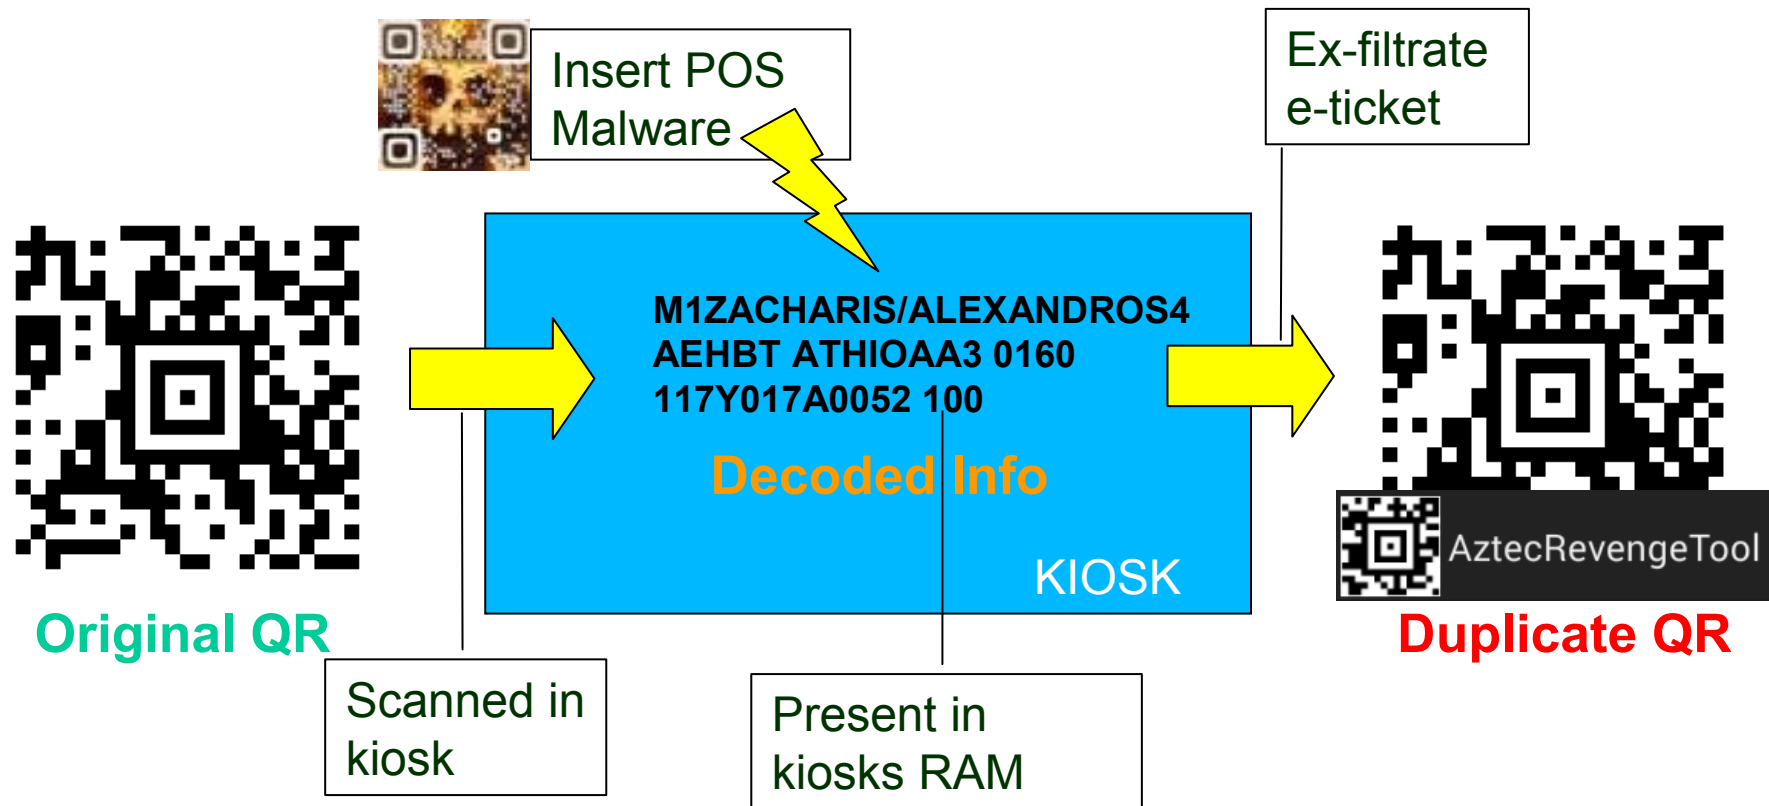 Insert POS
Malware
Ex-filtrate
e-ticket
M1ZACHARIS/ALEXANDROS4
AEHBT ATHIOAA3 0160
117Y017A0052 100
Decoded Info
KIOSK
AztecRevengeTool
Original QR
Duplicate QR
Scanned in
kiosk
Present in
kiosks RAM